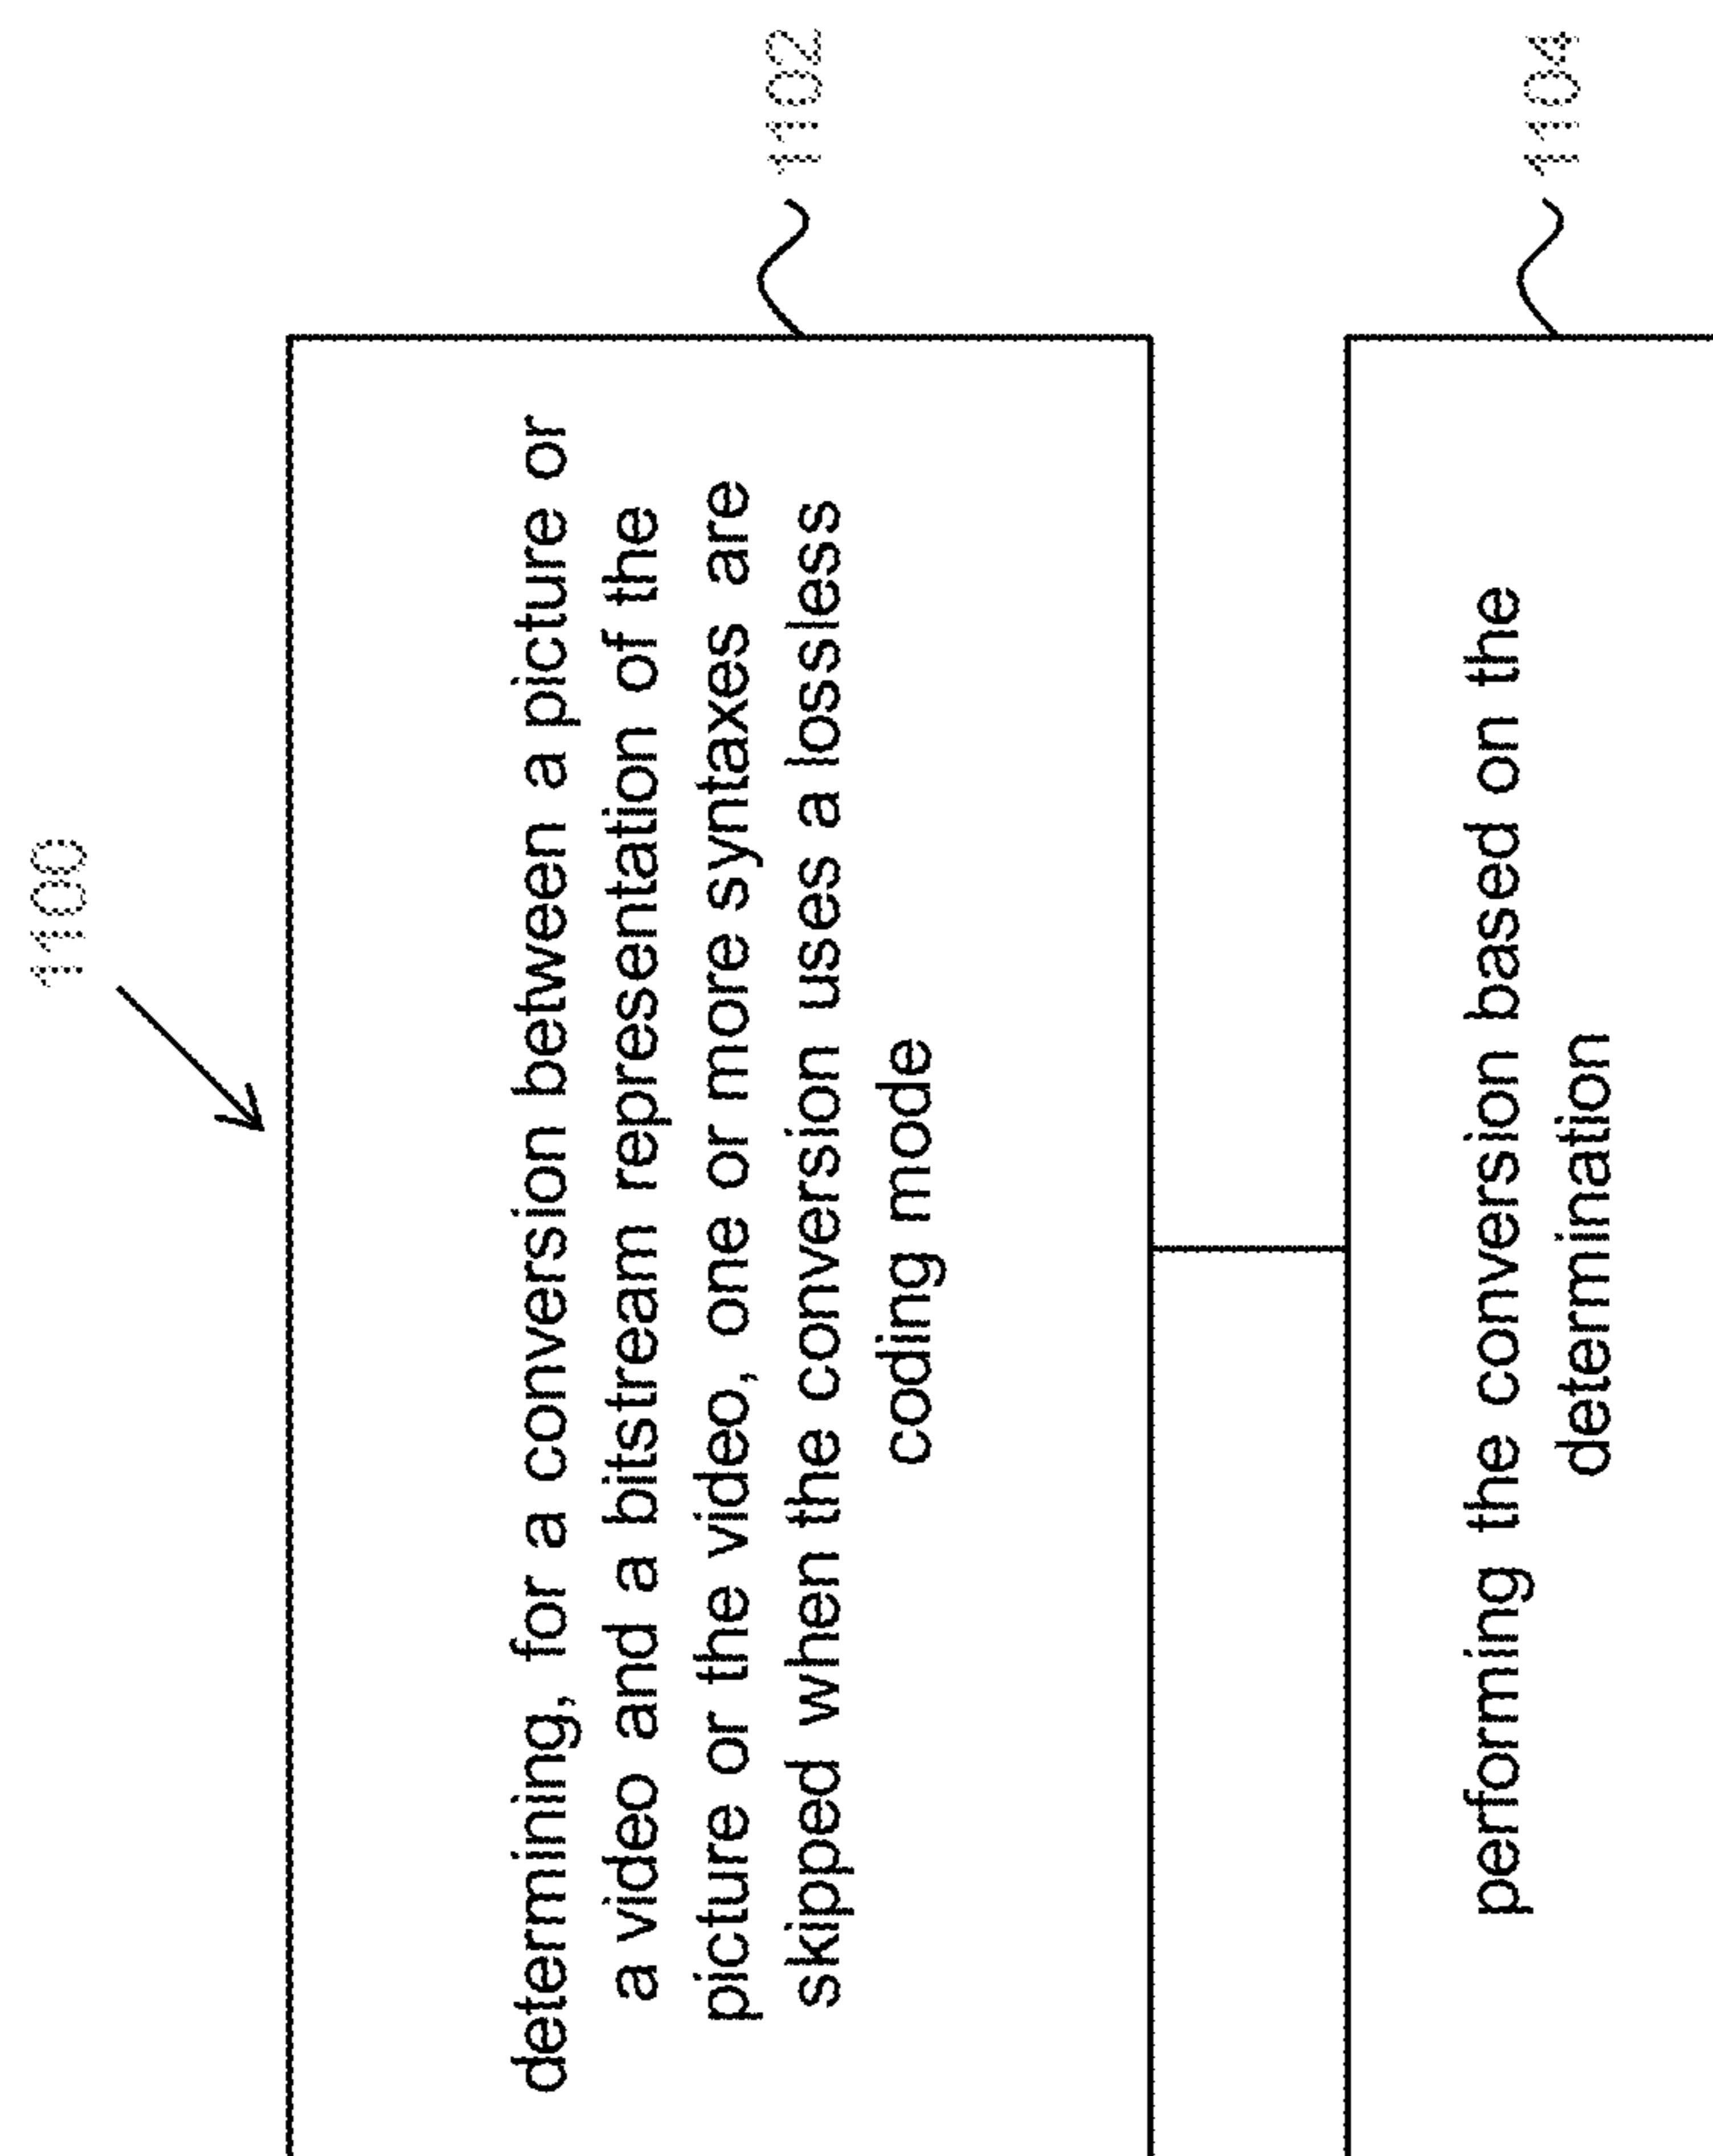 1100
determining, for a conversion between a picture or
a video and a bitstream representation of the
picture or the video, one or more syntaxes are
skipped when the conversion uses a lossless
coding mode
1102
performing the conversion based on the
determination
1104